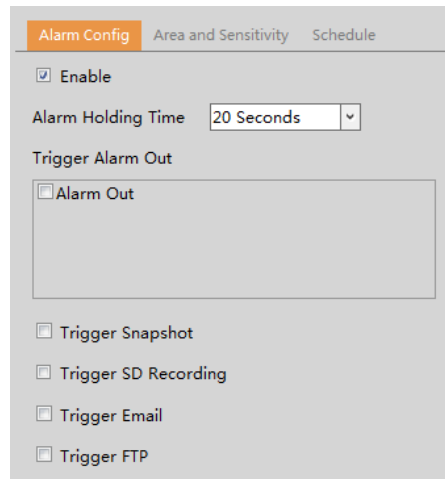 Alarm Config Area and Sensitivity Schedule
Enable
Alarm Holding Time 20 Seconds
Trigger Alarm Out
Alarm Out
Trigger Snapshot
Trigger SD Recording
Trigger Email
Trigger FTP